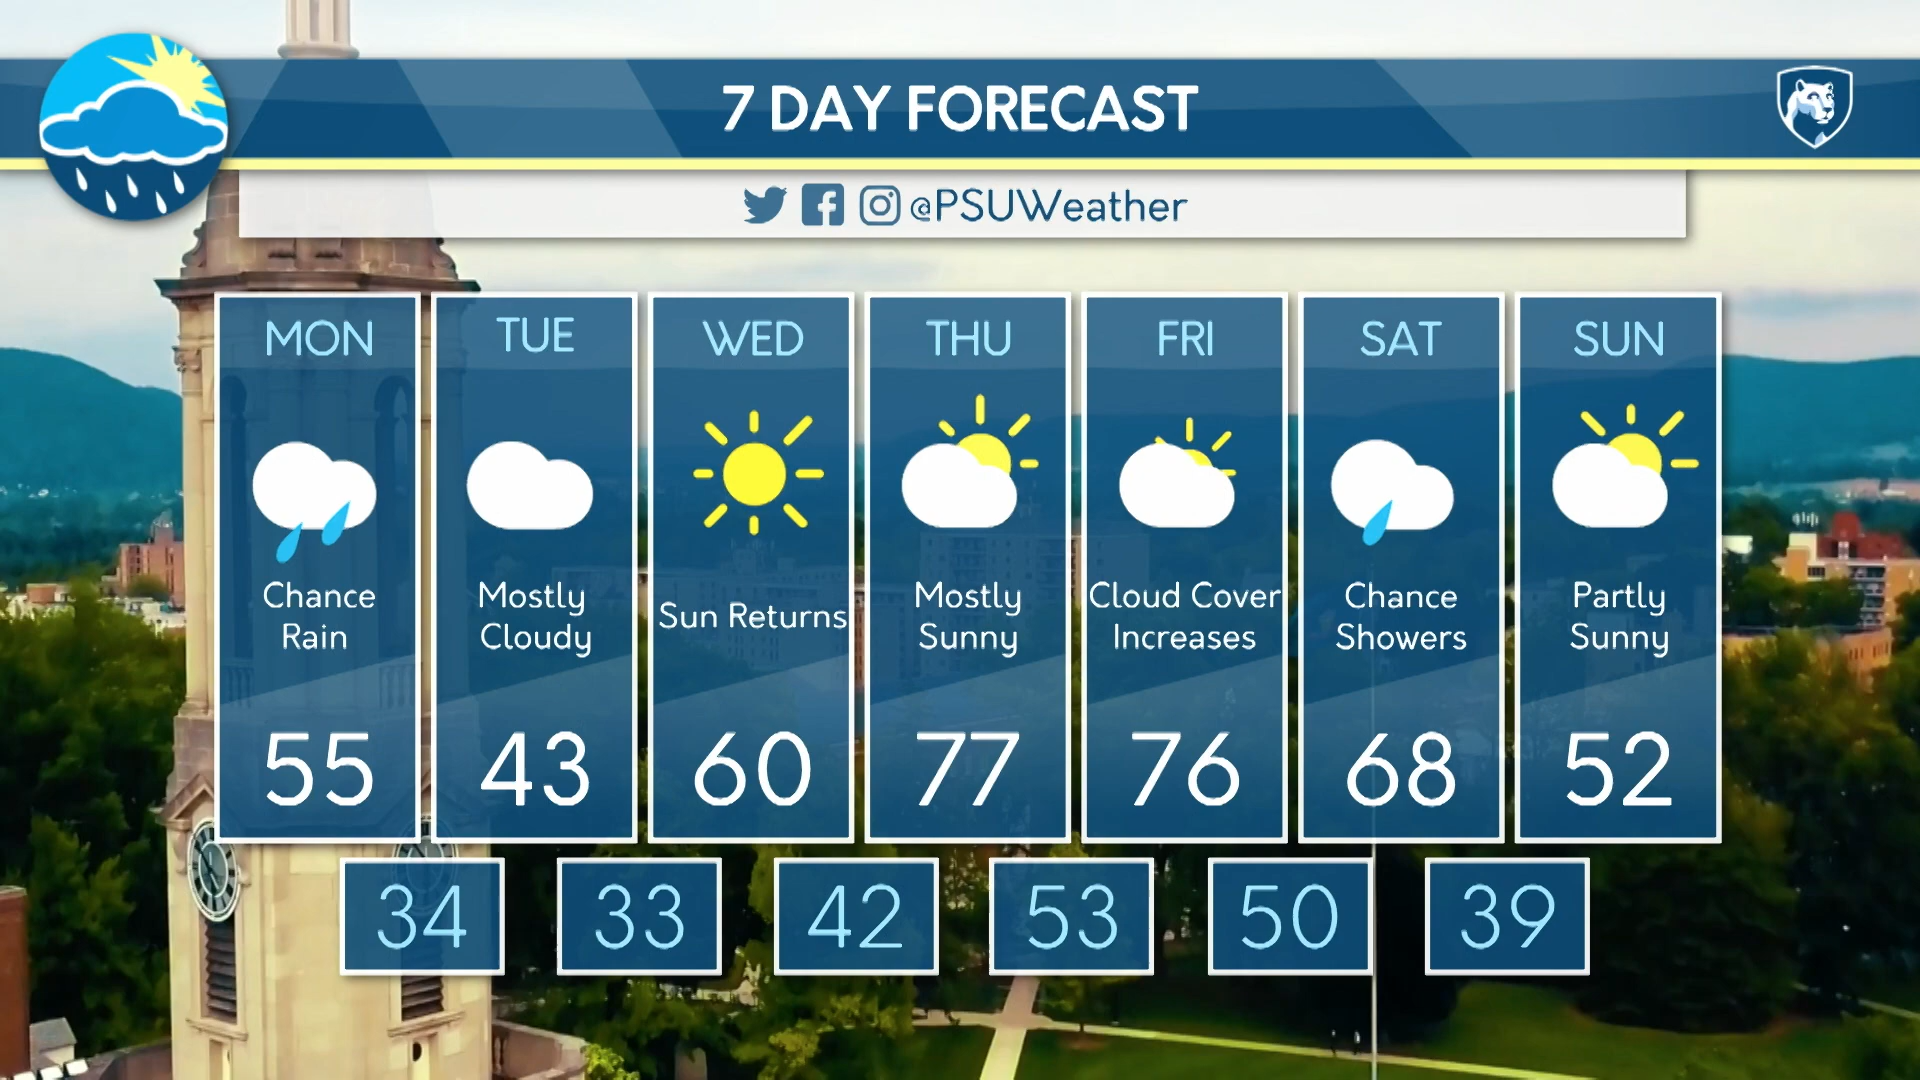 7 DAY FORECAST
@PSUWeather
MON
TUE
WED
THU
FRI
SAT
SUN
Chance
Rain
Mostly
Cloudy
Sun Returns
Mostly
Sunny
Cloud Cover
Increases
Chance
Showers
Partly
Sunny
55
43
60
77
76
68
52
34
33
42
53
50
39